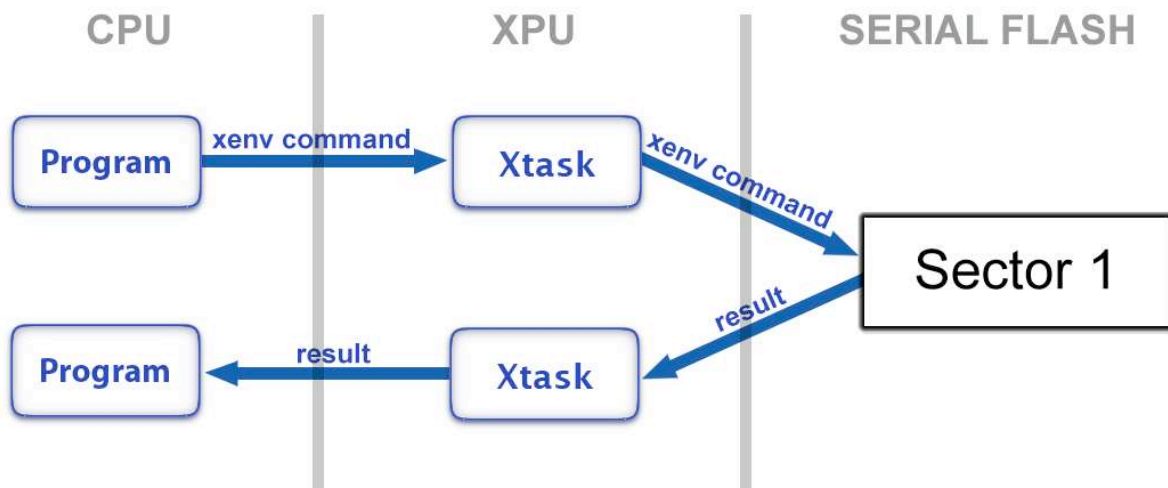 CPU
XPU
SERIAL FLASH
Program
xenv command
Xtask
xenv command
Sector 1
result
Program
result
Xtask